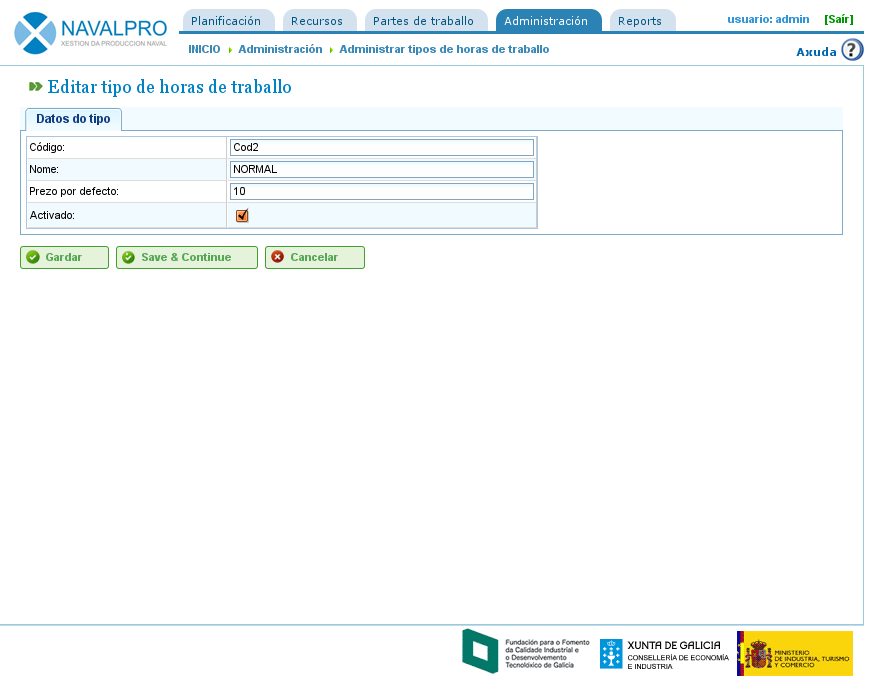 NAVALPRO
XESTIÓN DA PRODUCCIÓN NAVAL
Planificación Recursos Partes de traballo Administración Reports
usuario: admin [Saír]
INICIO Administración Administrar tipos de horas de traballo
Axuda ?
Editar tipo de horas de traballo
Datos do tipo
Código: Cod2
Nome: NORMAL
Prezo por defecto: 10
Activado:
Gardar Save & Continue Cancelar
Fundación para o Fomento
da Calidade Industrial e
o Desenvolvemento
Tecnolóxico de Galicia
XUNTA DE GALICIA
CONSELLERÍA DE ECONOMÍA
E INDUSTRIA
MINISTERIO
DE INDUSTRIA, TURISMO
Y COMERCIO